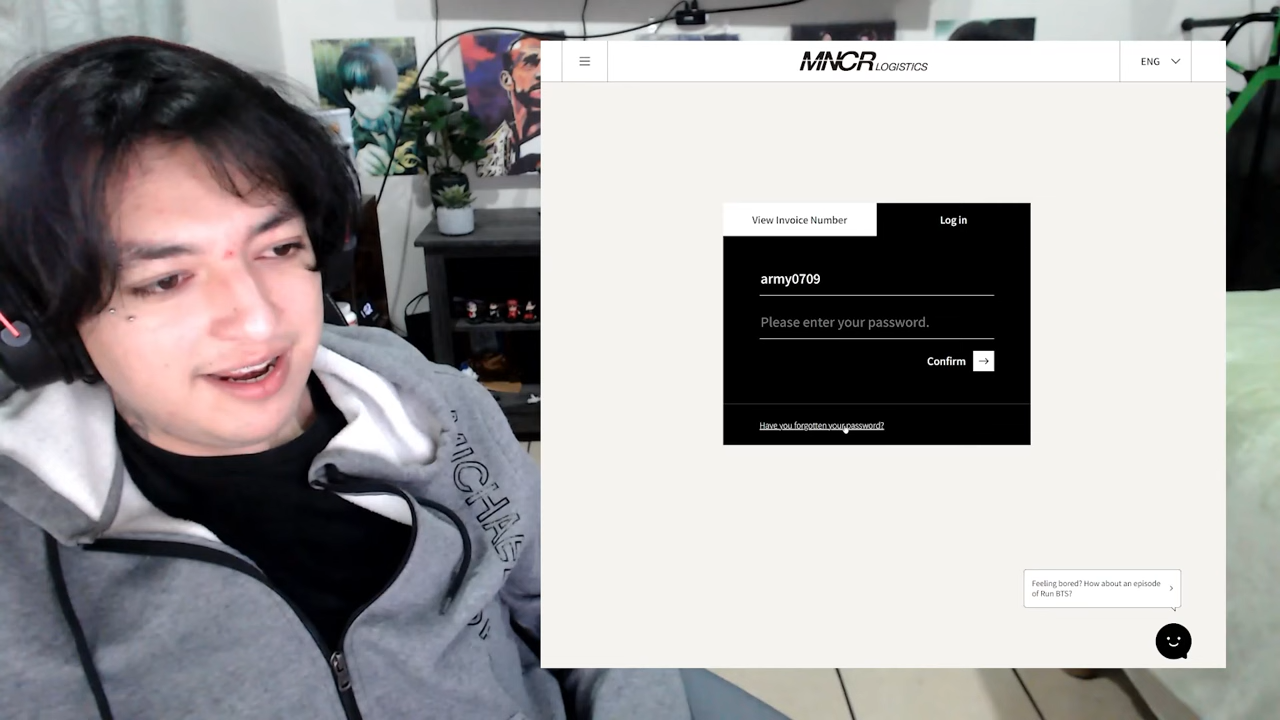 MNCR LOGISTICS
ENG
View Invoice Number
Log in
army0709
Please enter your password.
Confirm
Have you forgotten your password?
Feeling bored? How about an episode
of Run BTS?
MICHAE